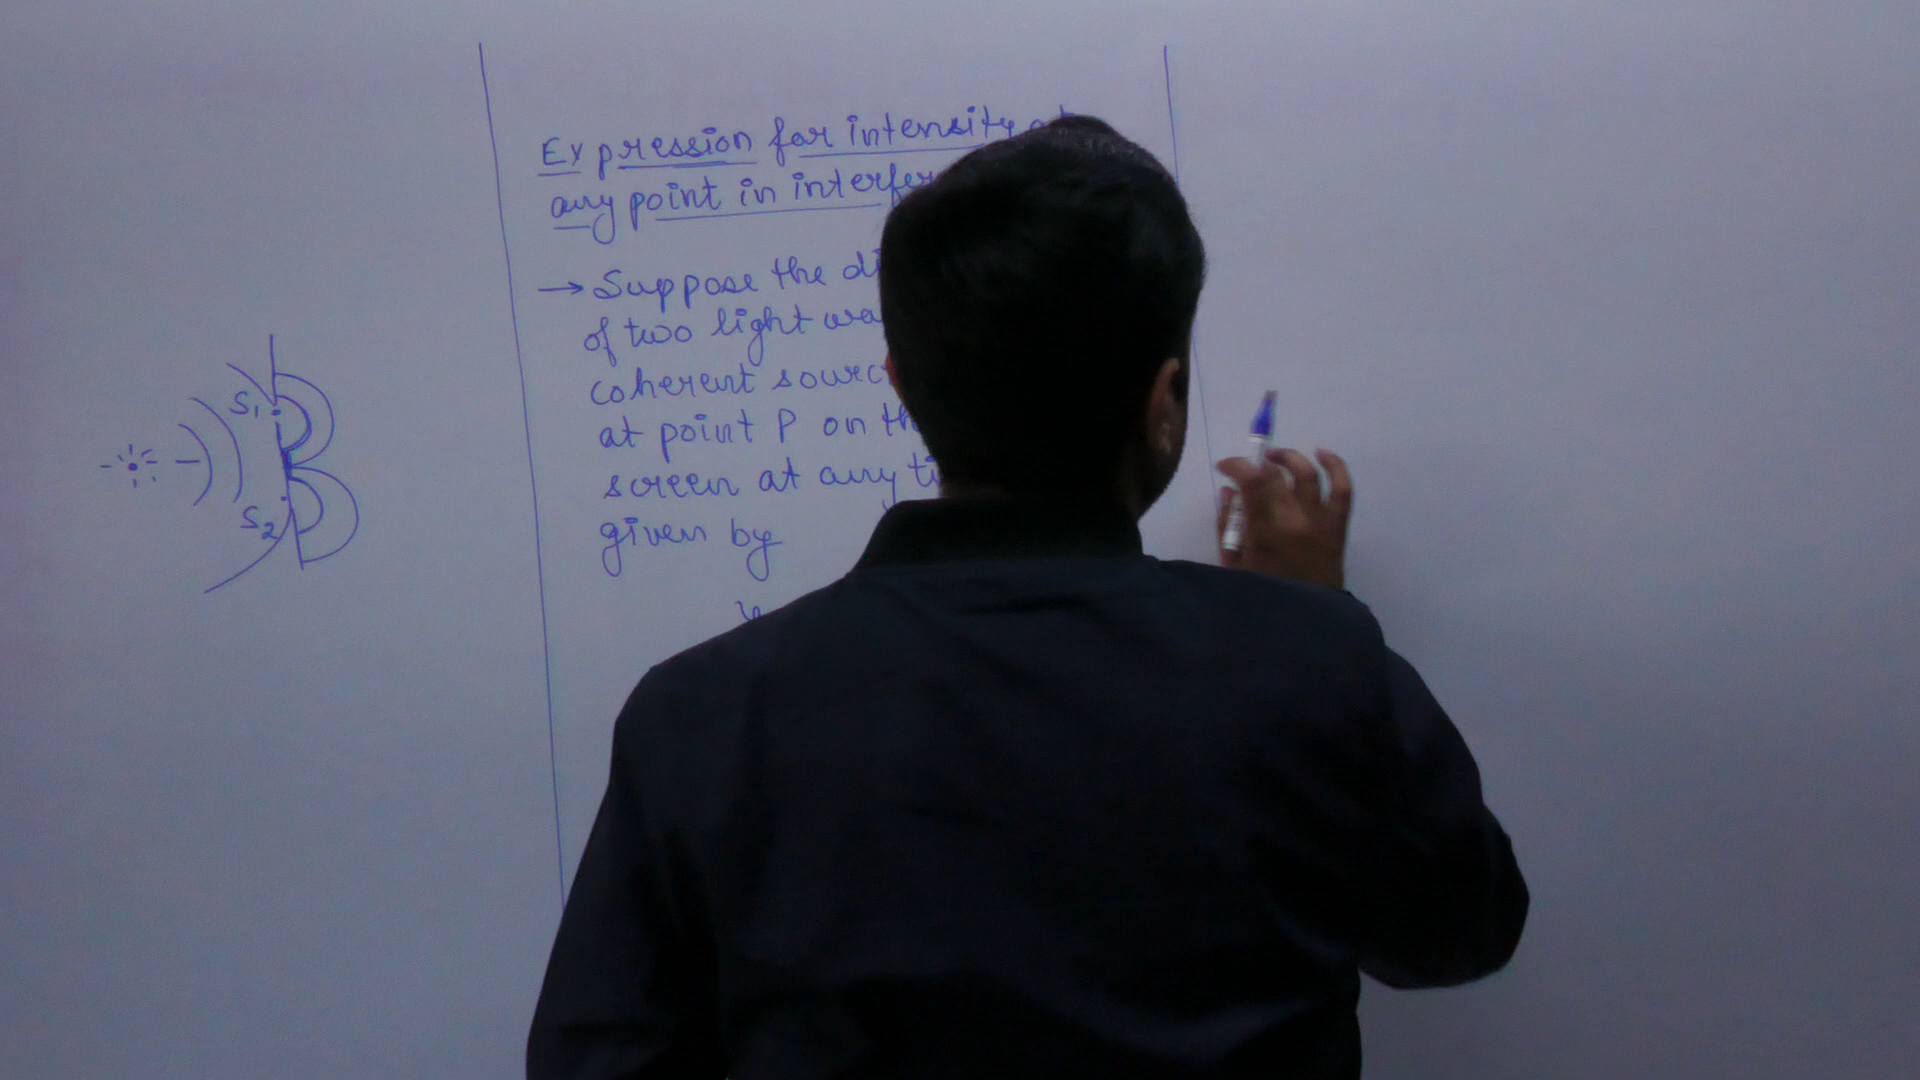 Expression for intensity at
any point in interfer
→ Suppose the di
of two light wa
coherent sourc
at point P on th
screen at any ti
given by
y
S1
S2